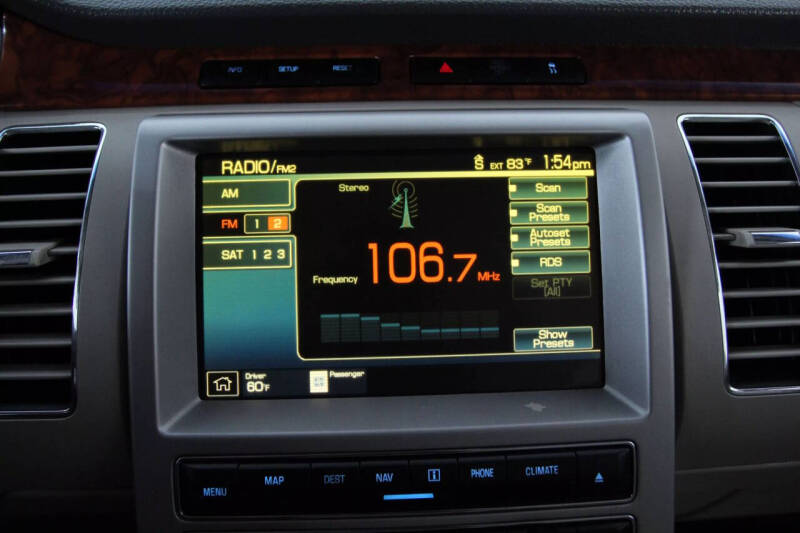 INFO SETUP RESET
RADIO/FM2 S EXT 83°F 1:54pm
AM
Stereo
Scan
FM 1 2
Scan Presets
Autoset Presets
SAT 1 2 3
RDS
Frequency 106.7 MHz
Set PTY [All]
Show Presets
Driver
60°F
Passenger
MENU MAP DEST NAV i PHONE CLIMATE